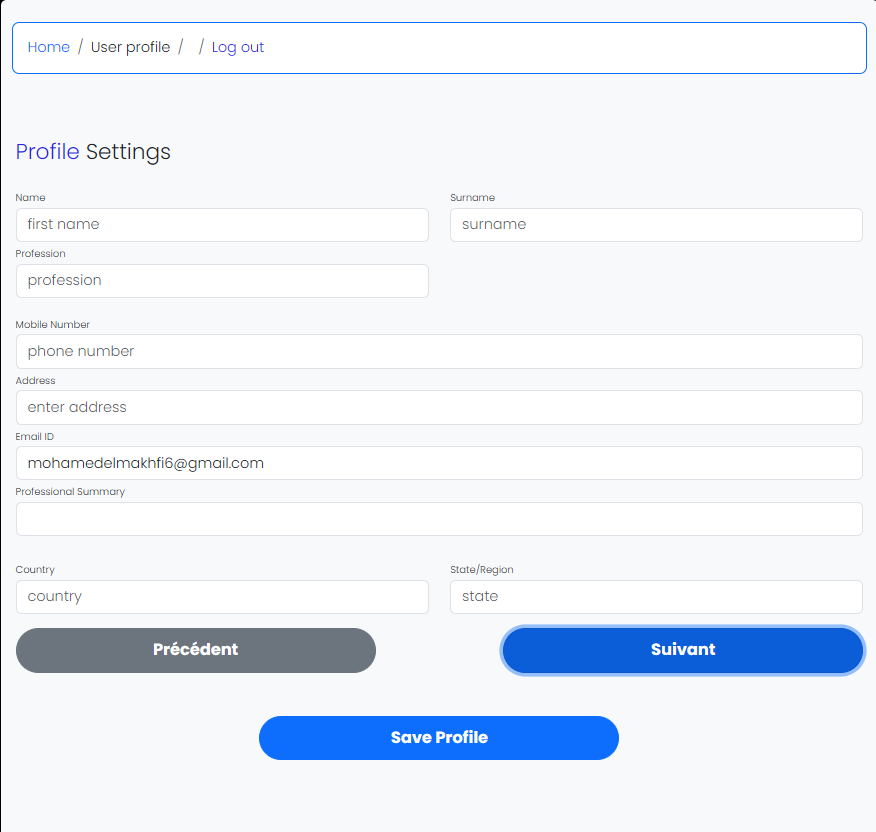 Home / User profile / / Log out
Profile Settings
Name
Surname
first name
surname
Profession
profession
Mobile Number
phone number
Address
enter address
Email ID
mohamedelmakhfi6@gmail.com
Professional Summary
Country
State/Region
country
state
Précédent
Suivant
Save Profile